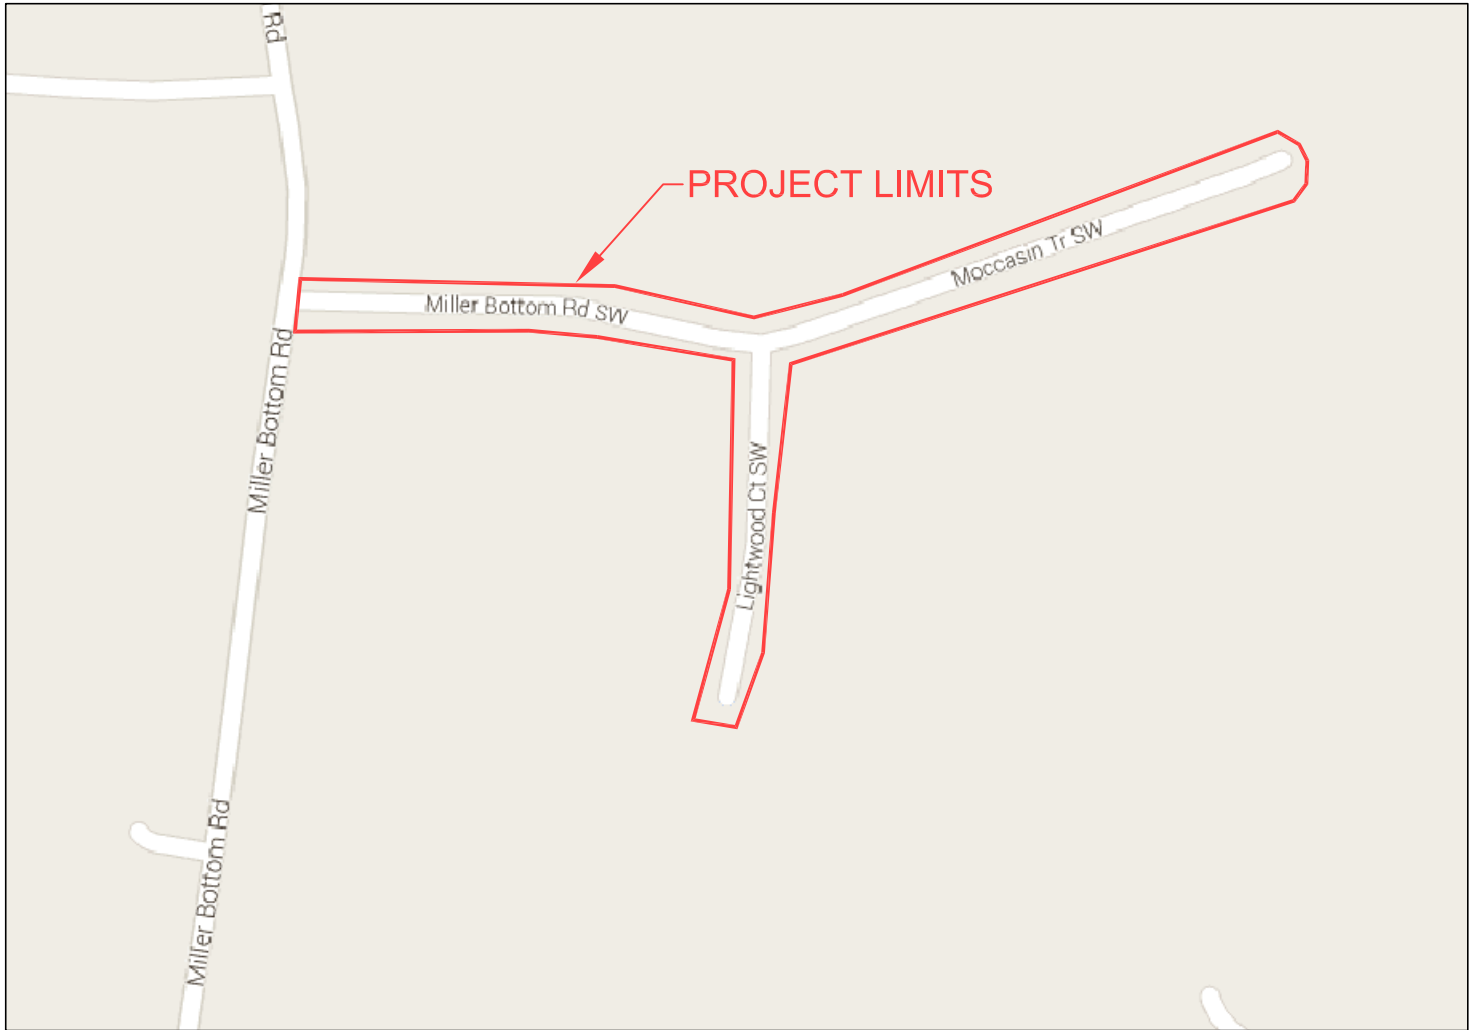 Rd
PROJECT LIMITS
Moccasin Tr SW
Miller Bottom Rd SW
Miller Bottom Rd
Lightwood Ct SW
Miller Bottom Rd